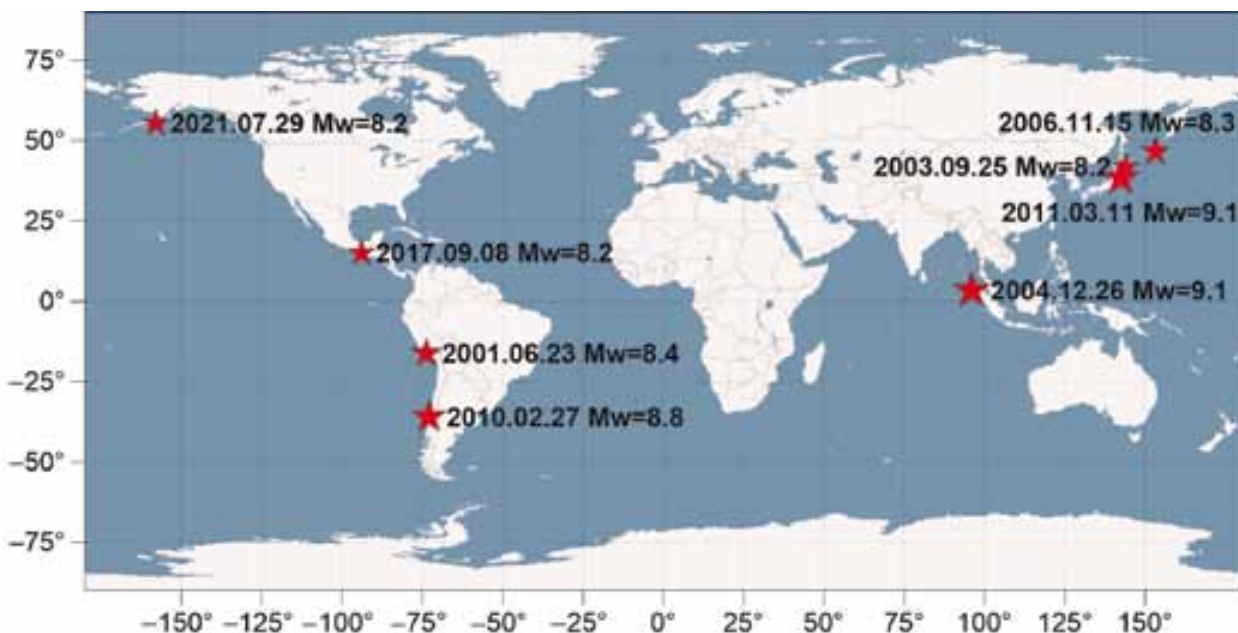 75°
50°
25°
0°
−25°
−50°
−75°
2021.07.29 Mw=8.2
2006.11.15 Mw=8.3
2003.09.25 Mw=8.2
2011.03.11 Mw=9.1
2017.09.08 Mw=8.2
2004.12.26 Mw=9.1
2001.06.23 Mw=8.4
2010.02.27 Mw=8.8
−150° −125° −100° −75° −50° −25° 0° 25° 50° 75° 100° 125° 150°